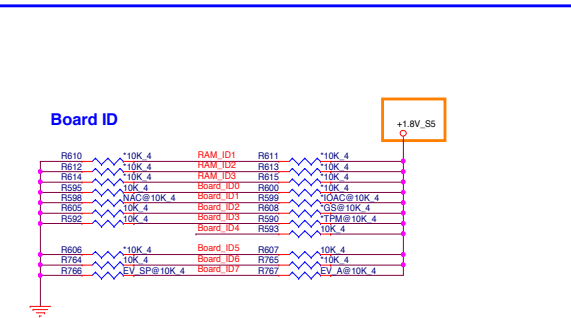 Board ID
+1.8V_S5
R610 *10K_4 RAM_ID1 R611 *10K_4
R612 *10K_4 RAM_ID2 R613 *10K_4
R614 *10K_4 RAM_ID3 R615 *10K_4
R595 10K_4 Board_ID0 R600 *10K_4
R598 NAC@10K_4 Board_ID1 R599 *IOAC@10K_4
R605 10K_4 Board_ID2 R608 *GS@10K_4
R592 10K_4 Board_ID3 R590 *TPM@10K_4
Board_ID4 R593 10K_4
R606 *10K_4 Board_ID5 R607 10K_4
R764 10K_4 Board_ID6 R765 *10K_4
R766 EV_SP@10K_4 Board_ID7 R767 EV_A@10K_4